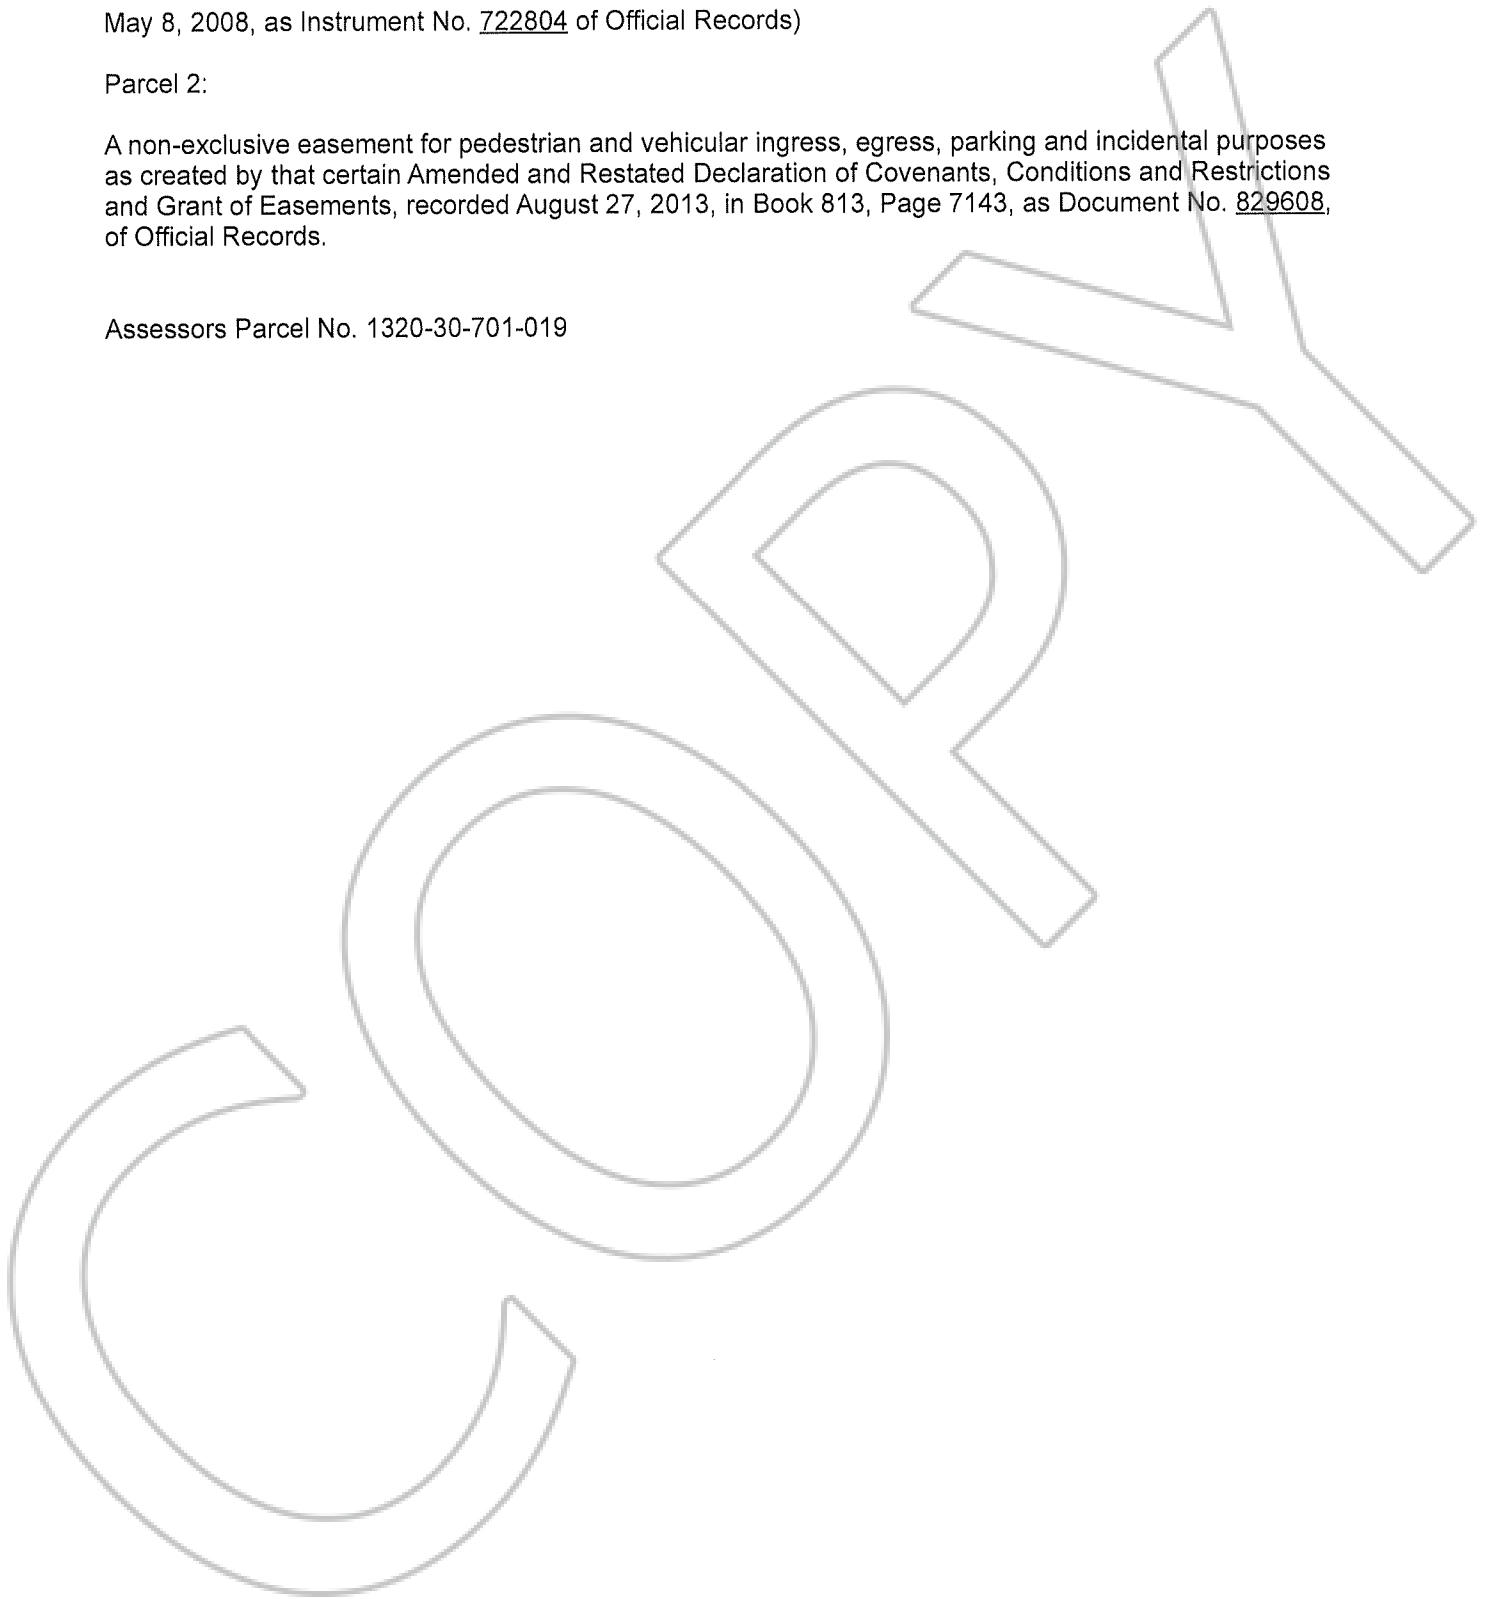 May 8, 2008, as Instrument No. 722804 of Official Records)
Parcel 2:
A non-exclusive easement for pedestrian and vehicular ingress, egress, parking and incidental purposes
as created by that certain Amended and Restated Declaration of Covenants, Conditions and Restrictions
and Grant of Easements, recorded August 27, 2013, in Book 813, Page 7143, as Document No. 829608,
of Official Records.
Assessors Parcel No. 1320-30-701-019
COPY